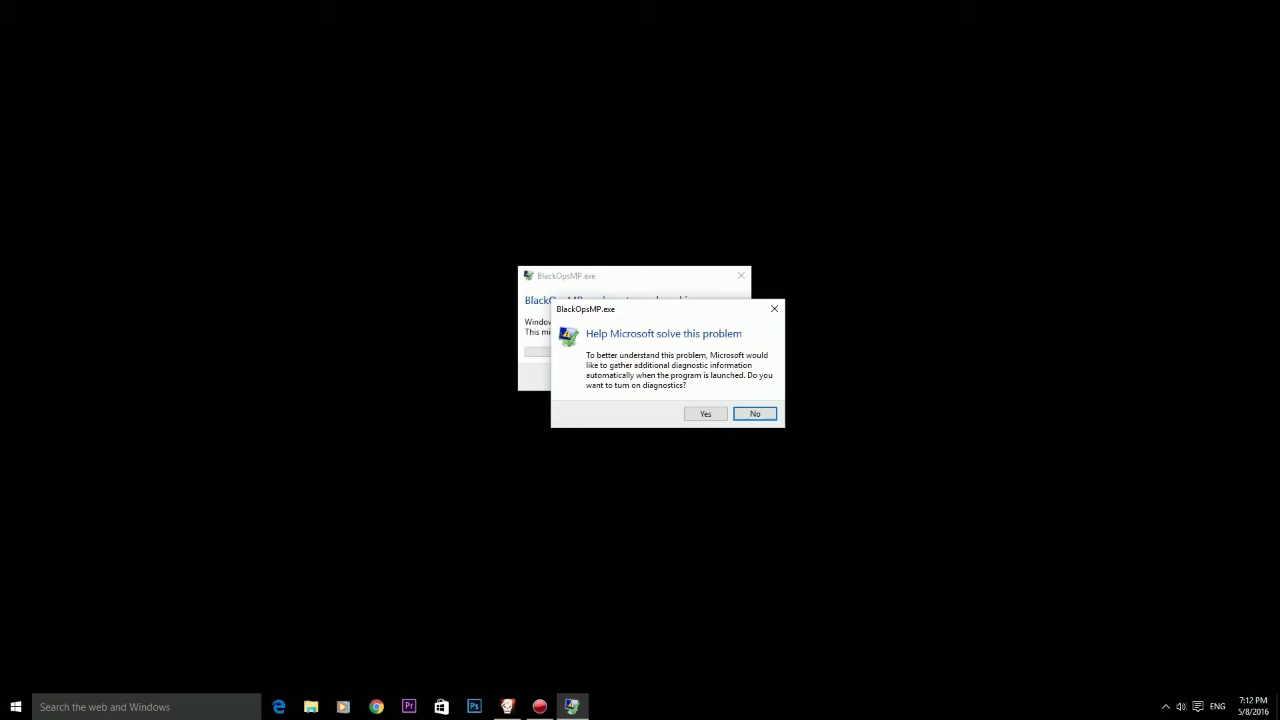 BlackOpsMP.exe
BlackOpsMP.exe
Help Microsoft solve this problem
To better understand this problem, Microsoft would
like to gather additional diagnostic information
automatically when the program is launched. Do you
want to turn on diagnostics?
Yes No
Search the web and Windows
Pr
Ps
ENG
7:12 PM
5/8/2016